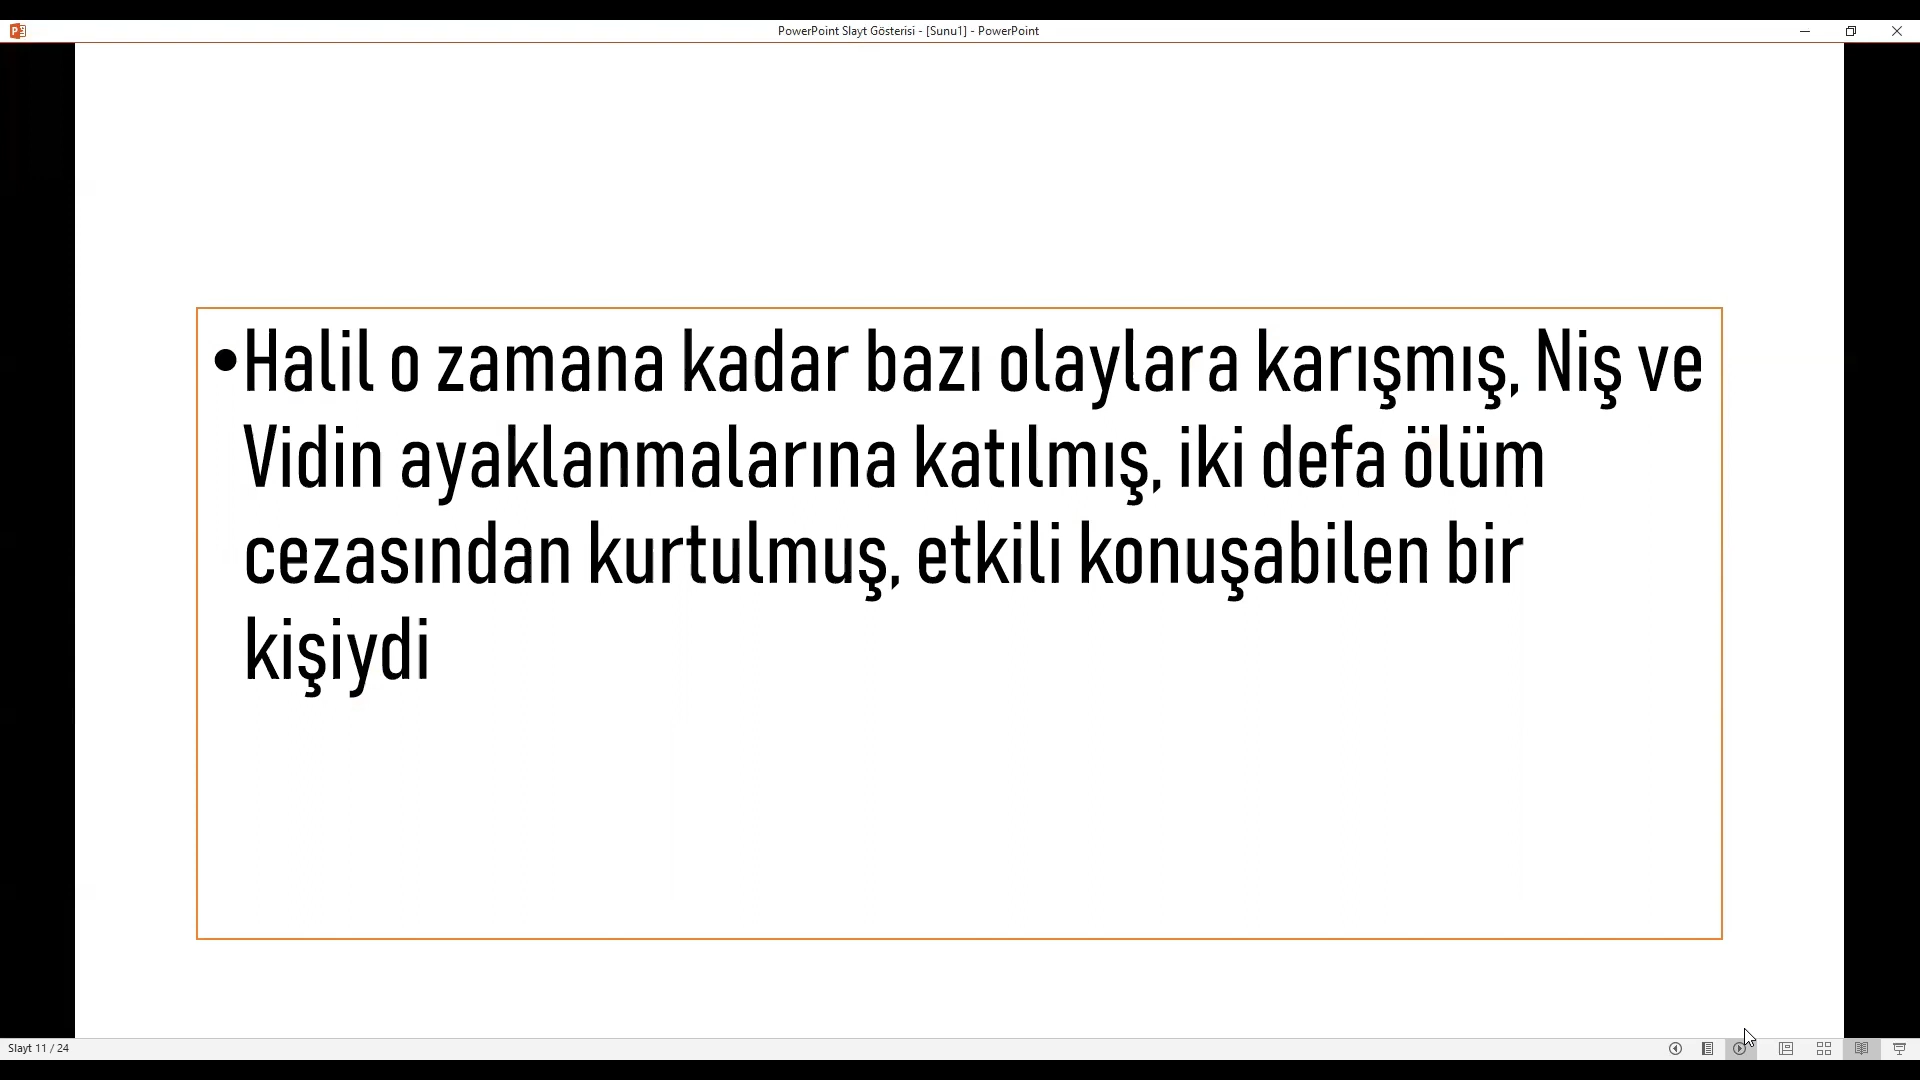 PowerPoint Slayt Gösterisi - [Sunu1] - PowerPoint
•Halil o zamana kadar bazı olaylara karışmış, Niş ve
Vidin ayaklanmalarına katılmış, iki defa ölüm
cezasından kurtulmuş, etkili konuşabilen bir
kişiydi
Slayt 11 / 24